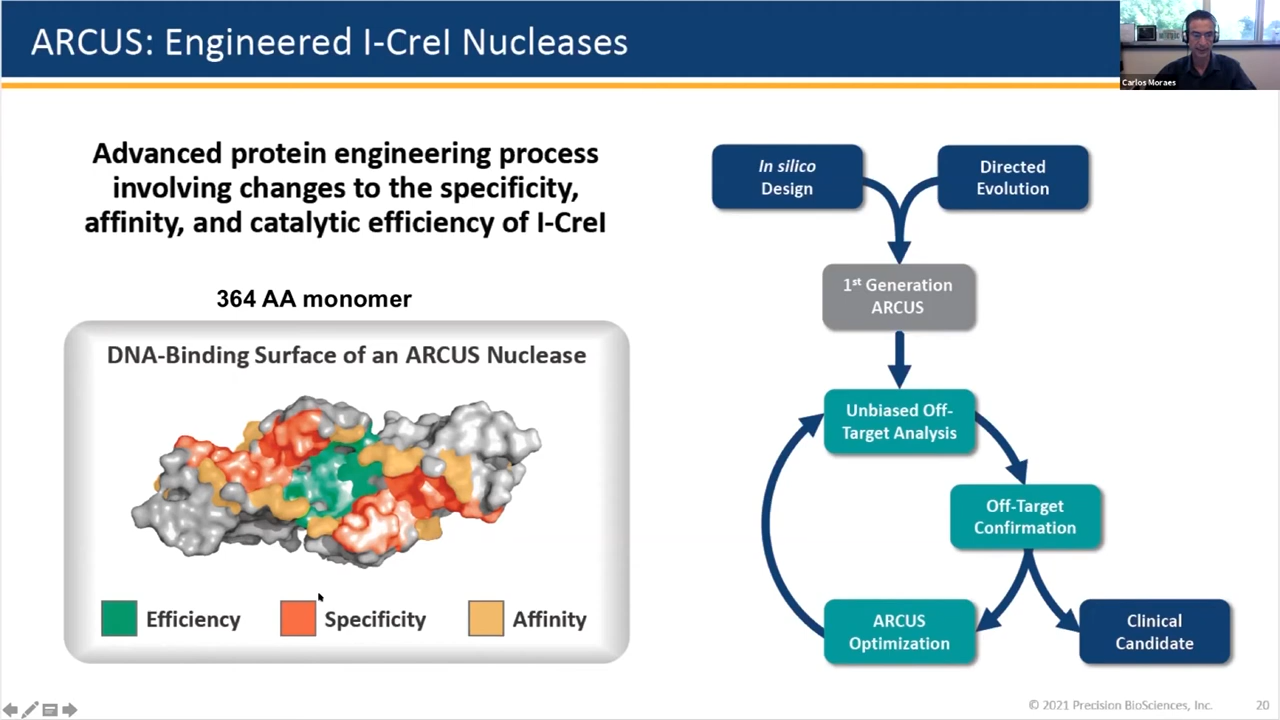 ARCUS: Engineered I-CreI Nucleases
Carlos Moraes
Advanced protein engineering process
involving changes to the specificity,
affinity, and catalytic efficiency of I-CreI
364 AA monomer
DNA-Binding Surface of an ARCUS Nuclease
Efficiency
Specificity
Affinity
In silico
Design
Directed
Evolution
1st Generation
ARCUS
Unbiased Off-
Target Analysis
Off-Target
Confirmation
ARCUS
Optimization
Clinical
Candidate
© 2021 Precision BioSciences, Inc.
20